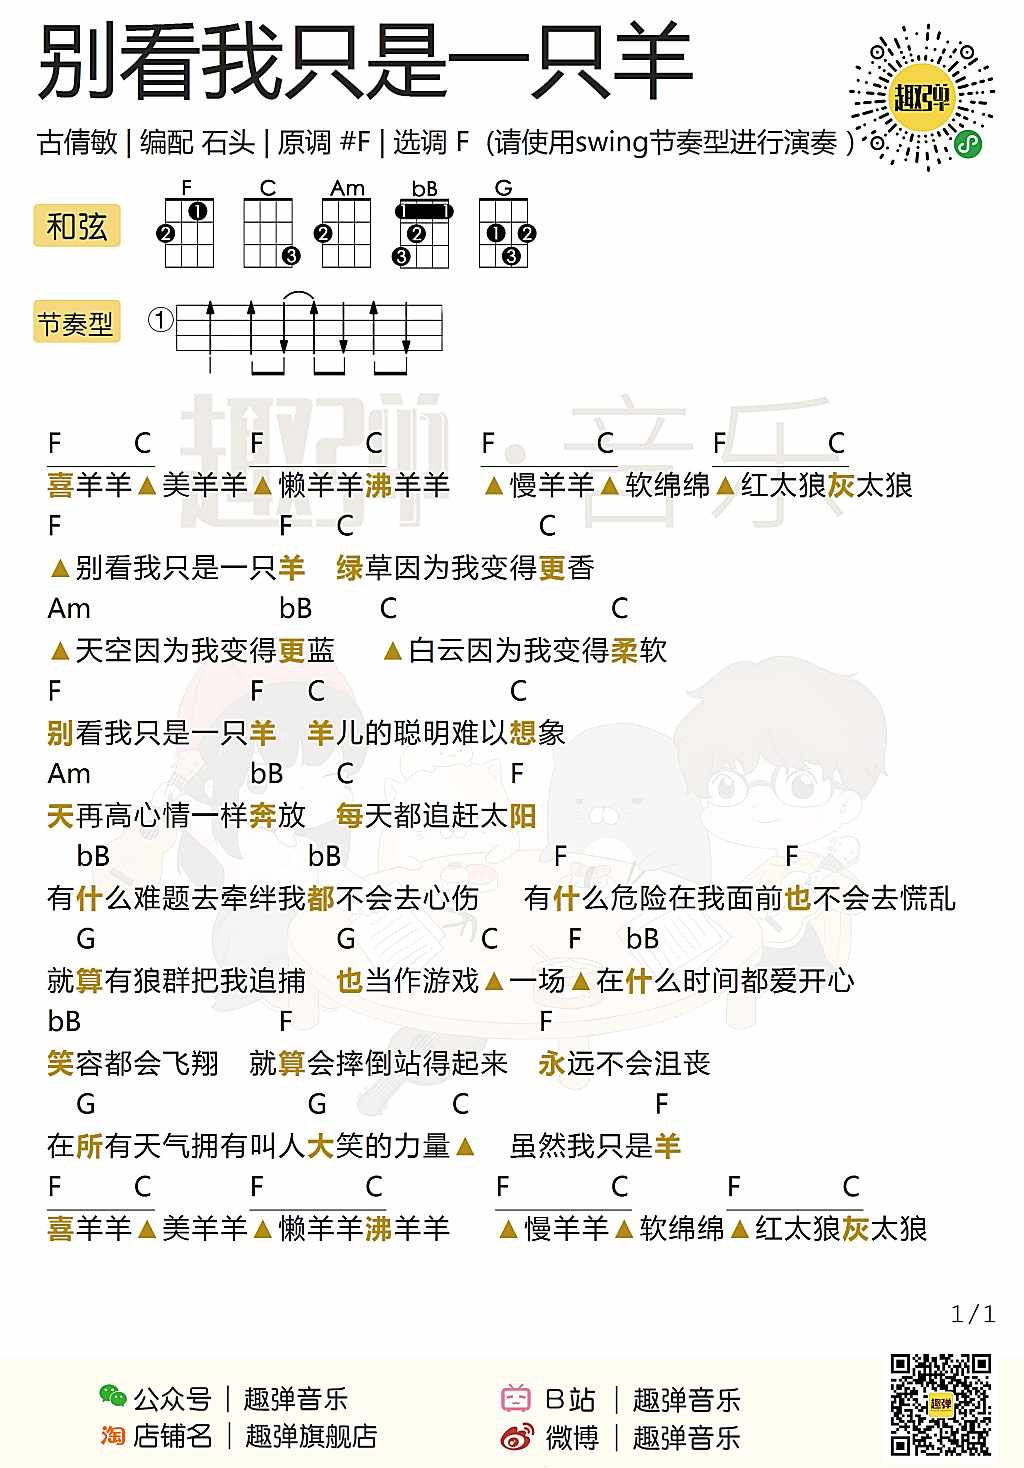 别看我只是一只羊
趣弹
古倩敏 | 编配 石头 | 原调 #F | 选调 F (请使用swing节奏型进行演奏)
和弦 F C Am bB G
1 2 3 2 1 1 2 3 1 2 3
节奏型 ①
趣弹·音乐
F C F C F C F C
喜羊羊▲美羊羊▲懒羊羊沸羊羊 ▲慢羊羊▲软绵绵▲红太狼灰太狼
F F C C
▲别看我只是一只羊 绿草因为我变得更香
Am bB C C
▲天空因为我变得更蓝 ▲白云因为我变得柔软
F F C C
别看我只是一只羊 羊儿的聪明难以想象
Am bB C F
天再高心情一样奔放 每天都追赶太阳
bB bB F F
有什么难题去牵绊我都不会去心伤 有什么危险在我面前也不会去慌乱
G G C F bB
就算有狼群把我追捕 也当作游戏▲一场▲在什么时间都爱开心
bB F F
笑容都会飞翔 就算会摔倒站得起来 永远不会沮丧
G G C F
在所有天气拥有叫人大笑的力量▲ 虽然我只是羊
F C F C F C F C
喜羊羊▲美羊羊▲懒羊羊沸羊羊 ▲慢羊羊▲软绵绵▲红太狼灰太狼
1/1
公众号 | 趣弹音乐 B站 | 趣弹音乐
淘 店铺名 | 趣弹旗舰店 微博 | 趣弹音乐
趣弹